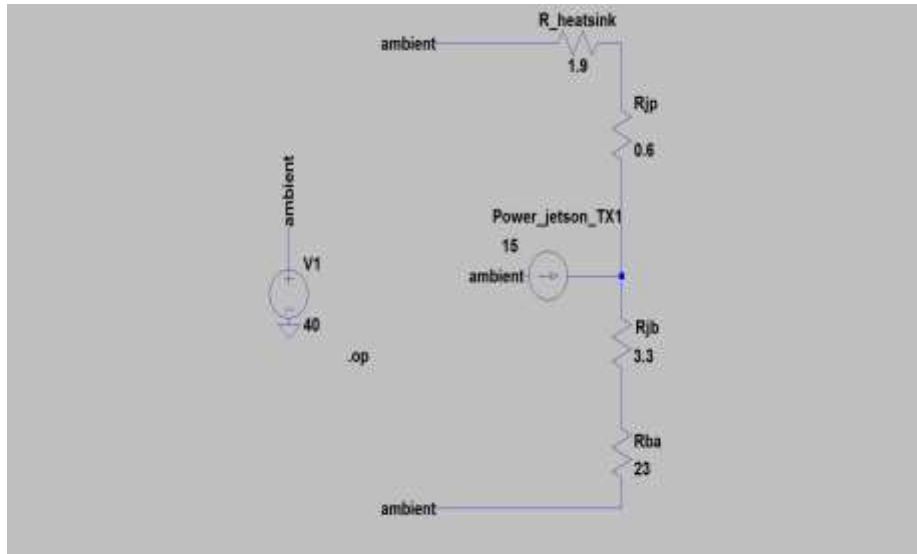 R_heatsink
ambient
1.9
Rjp
0.6
ambient
Power_jetson_TX1
15
ambient
V1
40
.op
Rjb
3.3
Rba
23
ambient